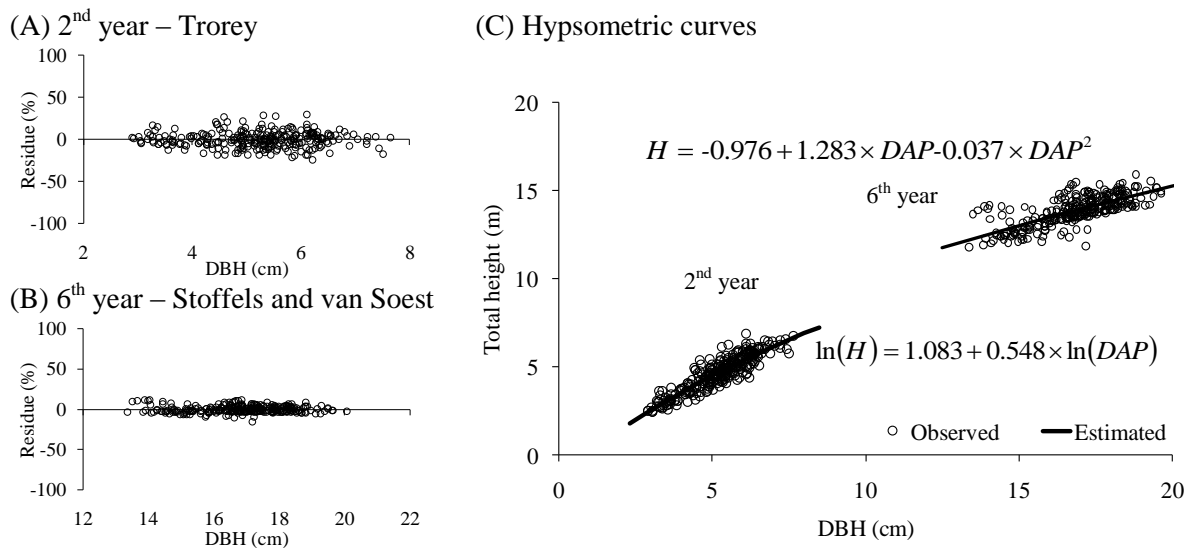 (A) 2nd year – Trorey
100
50
0
-50
-100
Residue (%)
2 4 6 8
DBH (cm)
(B) 6th year – Stoffels and van Soest
100
50
0
-50
-100
Residue (%)
12 14 16 18 20 22
DBH (cm)
(C) Hypsometric curves
20
15
10
5
0
Total height (m)
H = -0.976+1.283× DAP-0.037× DAP²
6th year
2nd year
ln(H)=1.083+0.548×ln(DAP)
Observed Estimated
0 5 10 15 20
DBH (cm)